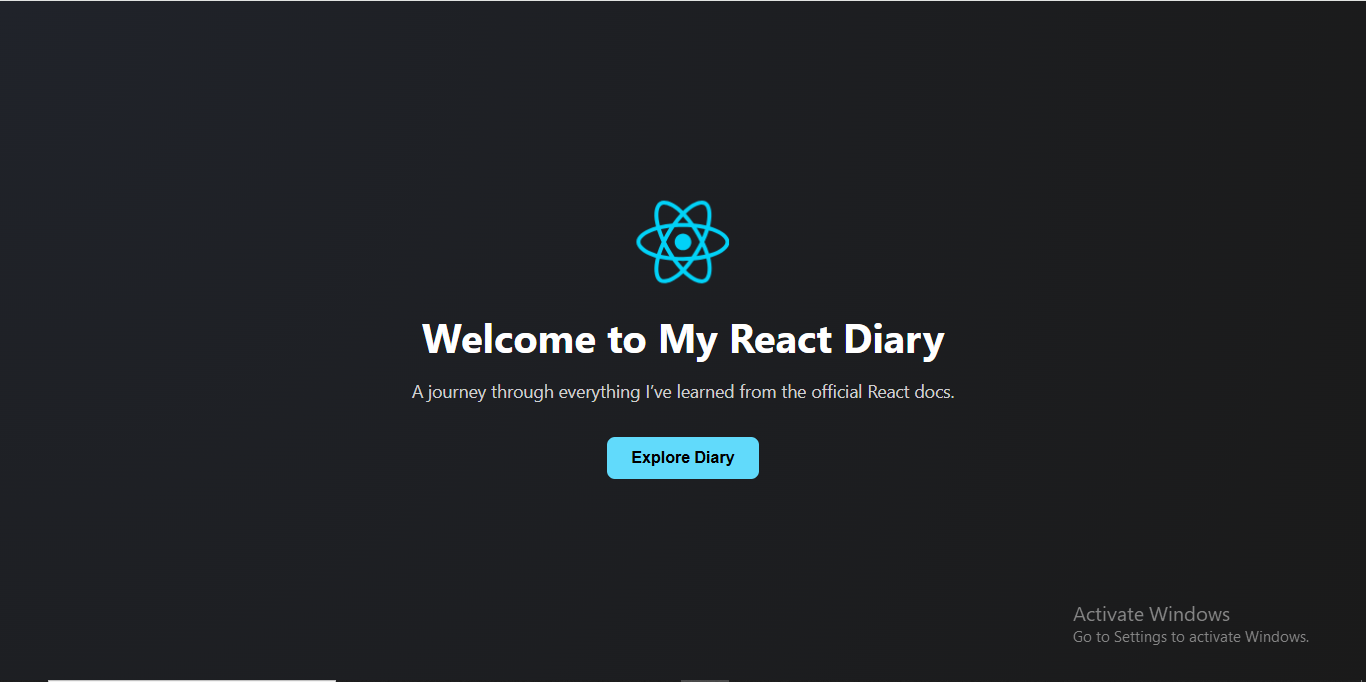 Welcome to My React Diary
A journey through everything I’ve learned from the official React docs.
Explore Diary
Activate Windows
Go to Settings to activate Windows.